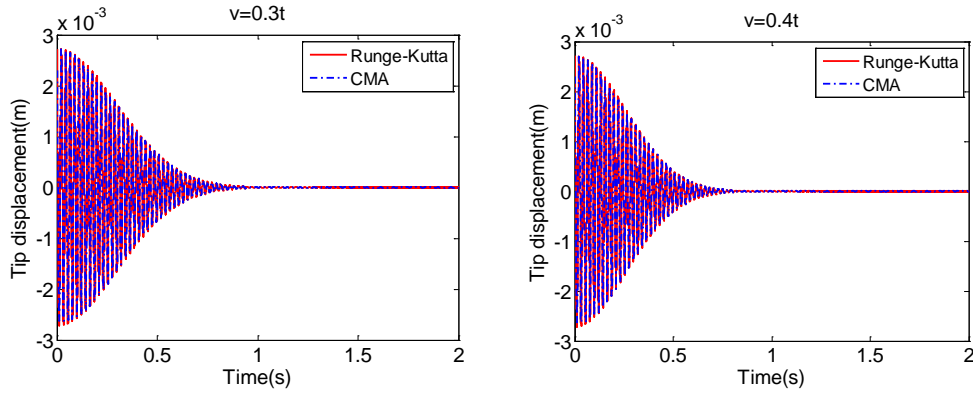 v=0.3t
x 10-3
3
2
1
0
-1
-2
-3
Tip displacement(m)
0
0.5
1
1.5
2
Time(s)
Runge-Kutta
CMA
v=0.4t
x 10-3
3
2
1
0
-1
-2
-3
Tip displacement(m)
0
0.5
1
1.5
2
Time(s)
Runge-Kutta
CMA